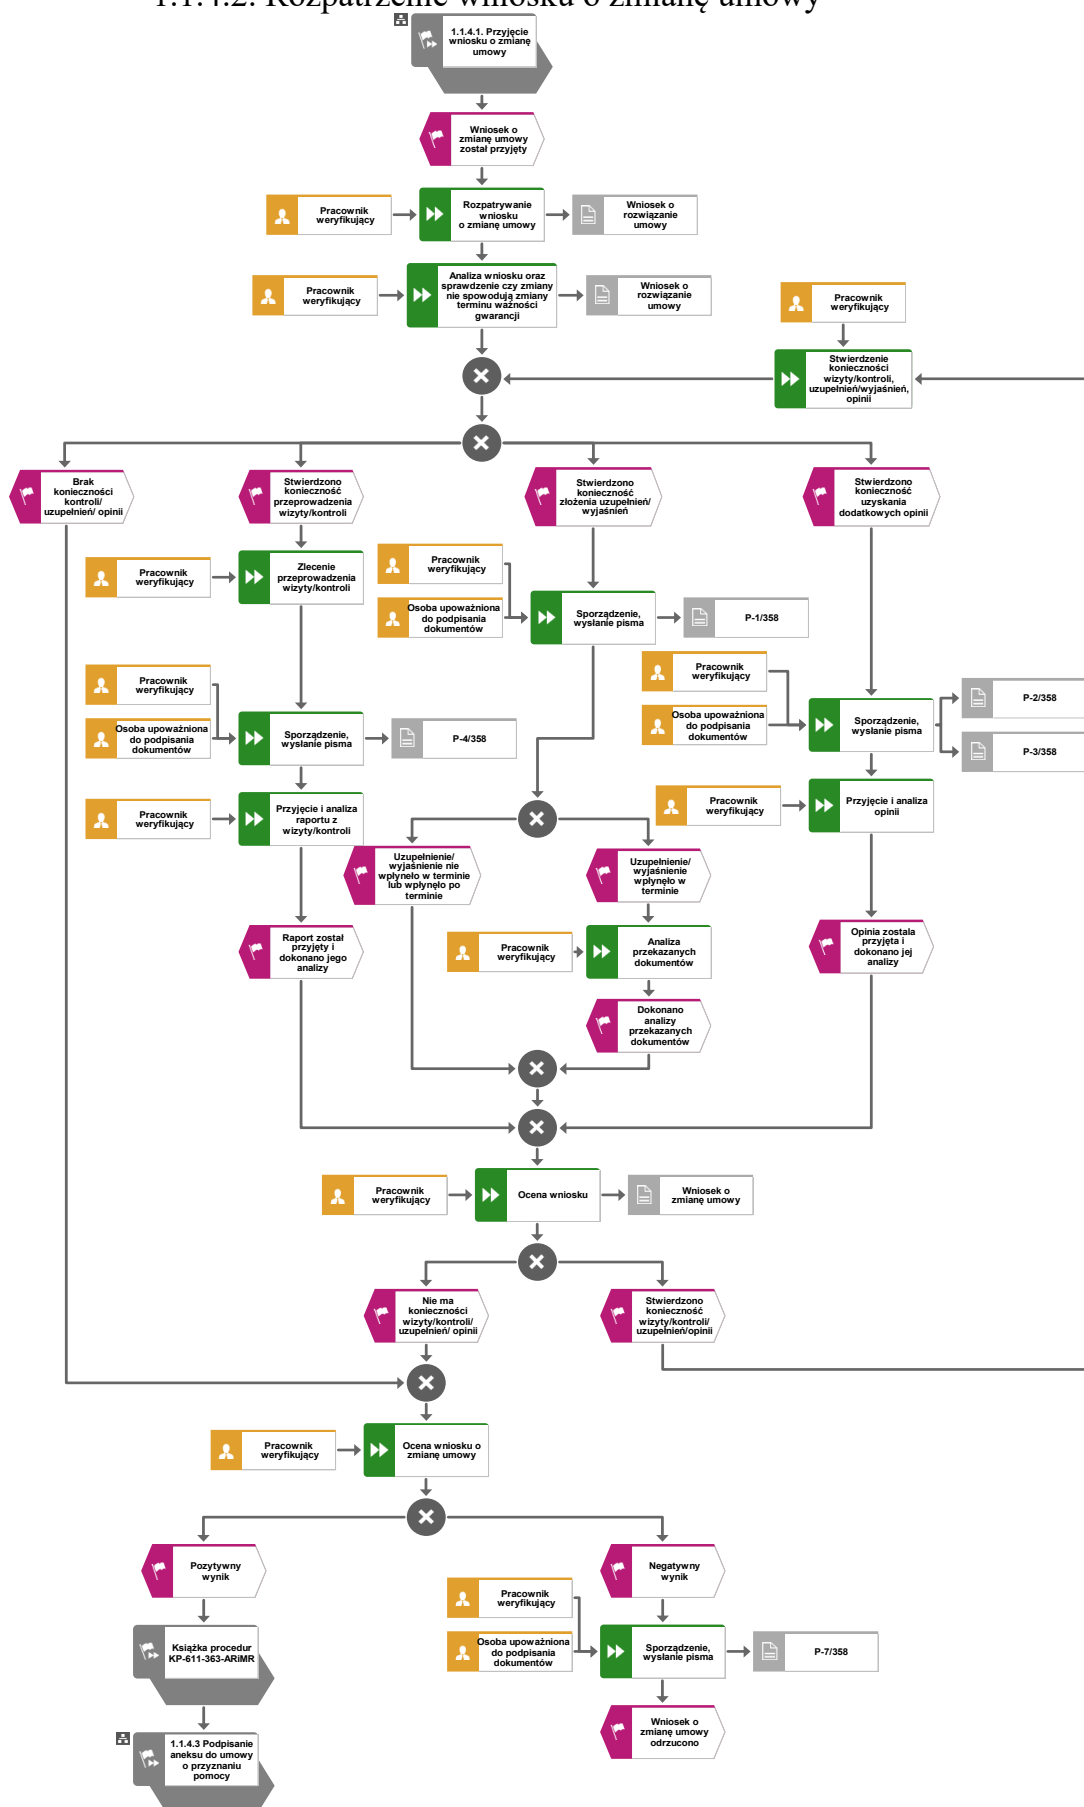 1.1.4.2. Rozpatrzenie wniosku o zmianę umowy
1.1.4.1. Przyjęcie
wniosku o zmianę
umowy
Wniosek o
zmianę umowy
został przyjęty
Pracownik
weryfikujący
Rozpatrywanie
wniosku
o zmianę umowy
Wniosek o
rozwiązanie
umowy
Pracownik
weryfikujący
Analiza wniosku oraz
sprawdzenie czy zmiany
nie spowodują zmiany
terminu ważności
gwarancji
Wniosek o
rozwiązanie
umowy
Pracownik
weryfikujący
Stwierdzenie
konieczności
wizyty/kontroli,
uzupełnień/wyjaśnień,
opinii
Brak
konieczności
kontroli/
uzupełnień/ opinii
Stwierdzono
konieczność
przeprowadzenia
wizyty/kontroli
Stwierdzono
konieczność
złożenia uzupełnień/
wyjaśnień
Stwierdzono
konieczność
uzyskania
dodatkowych opinii
Pracownik
weryfikujący
Zlecenie
przeprowadzenia
wizyty/kontroli
Pracownik
weryfikujący
Osoba upoważniona
do podpisania
dokumentów
Sporządzenie,
wysłanie pisma
P-1/358
Pracownik
weryfikujący
Osoba upoważniona
do podpisania
dokumentów
Sporządzenie,
wysłanie pisma
P-4/358
Pracownik
weryfikujący
Osoba upoważniona
do podpisania
dokumentów
Sporządzenie,
wysłanie pisma
P-2/358
P-3/358
Pracownik
weryfikujący
Przyjęcie i analiza
raportu z
wizyty/kontroli
Pracownik
weryfikujący
Przyjęcie i analiza
opinii
Uzupełnienie/
wyjaśnienie nie
wpłyneło w terminie
lub wpłynęło po
terminie
Uzupełnienie/
wyjaśnienie
wpłynęło w
terminie
Raport został
przyjęty i
dokonano jego
analizy
Pracownik
weryfikujący
Analiza
przekazanych
dokumentów
Opinia zostala
przyjęta i
dokonano jej
analizy
Dokonano
analizy
przekazanych
dokumentów
Pracownik
weryfikujący
Ocena wniosku
Wniosek o
zmianę umowy
Nie ma
konieczności
wizyty/kontroli/
uzupełnień/ opinii
Stwierdzono
konieczność
wizyty/kontroli/
uzupełnień/opinii
Pracownik
weryfikujący
Ocena wniosku o
zmianę umowy
Pozytywny
wynik
Negatywny
wynik
Książka procedur
KP-611-363-ARiMR
Pracownik
weryfikujący
Osoba upoważniona
do podpisania
dokumentów
Sporządzenie,
wysłanie pisma
P-7/358
1.1.4.3 Podpisanie
aneksu do umowy
o przyznaniu
pomocy
Wniosek o
zmianę umowy
odrzucono